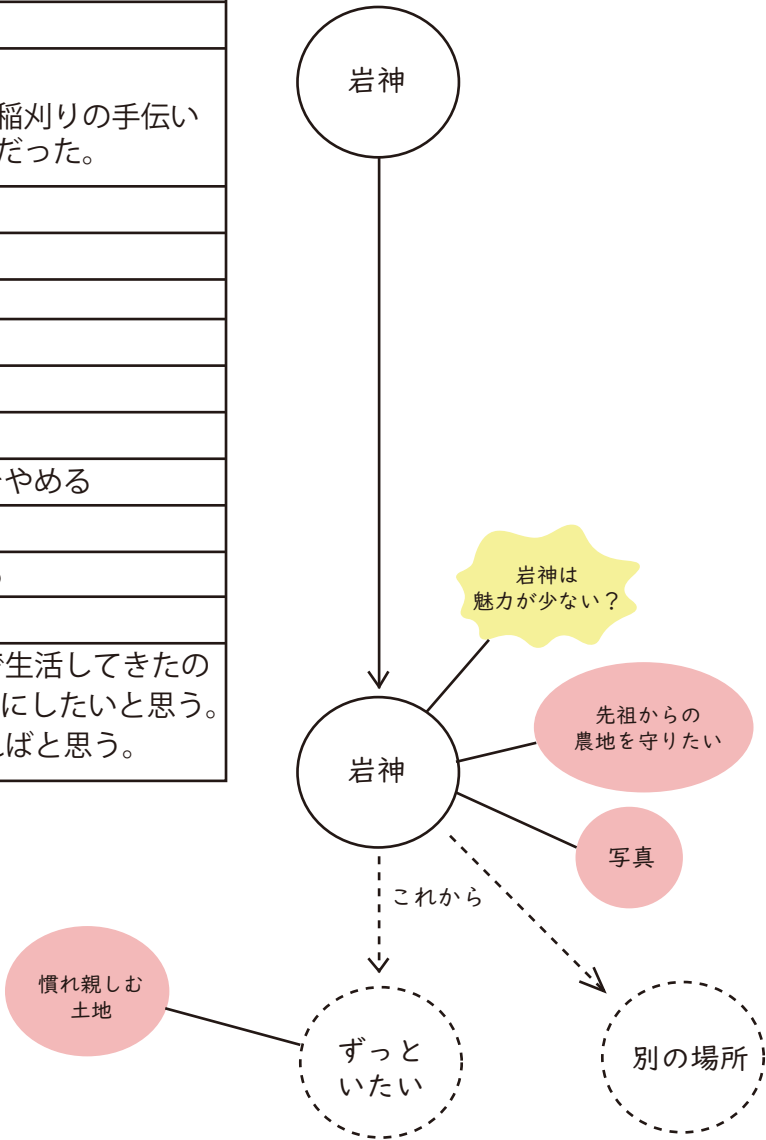 稲刈りの手伝い
だった。
やめる
で生活してきたの
にしたいと思う。
ればと思う。
岩神
岩神は
魅力が少ない?
先祖からの
農地を守りたい
岩神
写真
これから
慣れ親しむ
土地
ずっと
いたい
別の場所